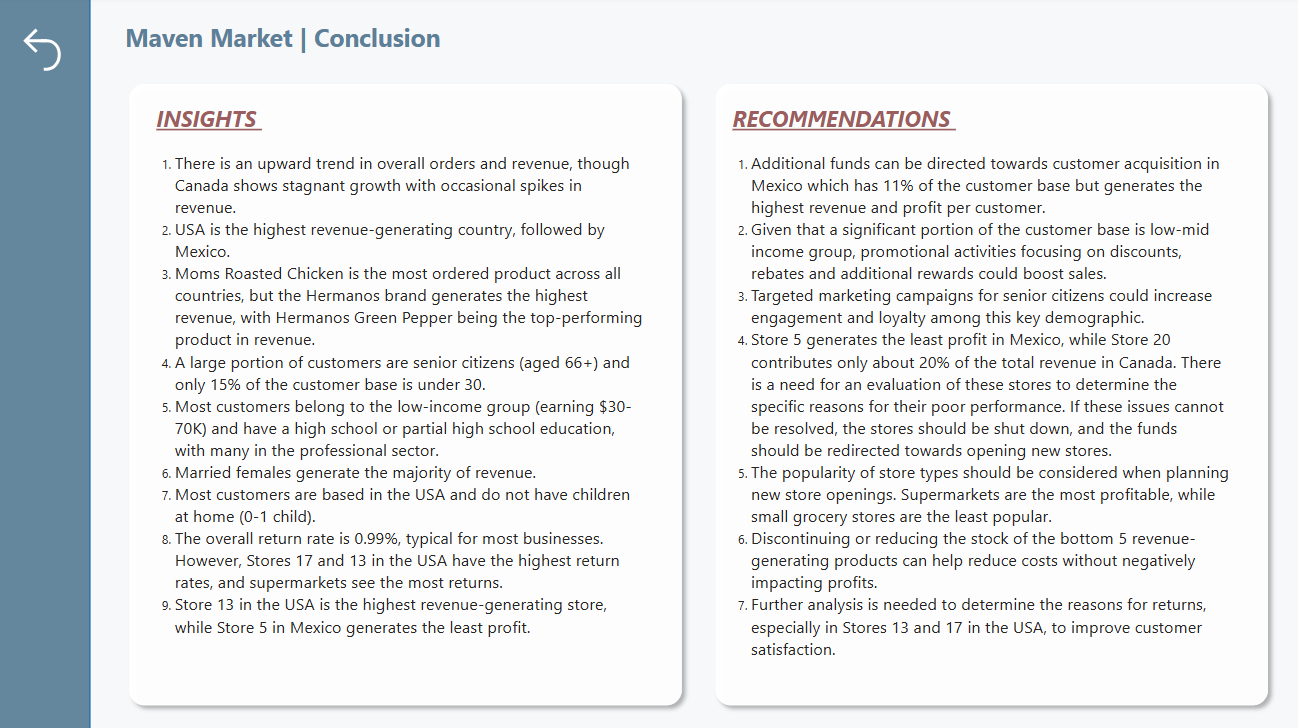 Maven Market | Conclusion
INSIGHTS
1. There is an upward trend in overall orders and revenue, though
Canada shows stagnant growth with occasional spikes in
revenue.
2. USA is the highest revenue-generating country, followed by
Mexico.
3. Moms Roasted Chicken is the most ordered product across all
countries, but the Hermanos brand generates the highest
revenue, with Hermanos Green Pepper being the top-performing
product in revenue.
4. A large portion of customers are senior citizens (aged 66+) and
only 15% of the customer base is under 30.
5. Most customers belong to the low-income group (earning $30-
70K) and have a high school or partial high school education,
with many in the professional sector.
6. Married females generate the majority of revenue.
7. Most customers are based in the USA and do not have children
at home (0-1 child).
8. The overall return rate is 0.99%, typical for most businesses.
However, Stores 17 and 13 in the USA have the highest return
rates, and supermarkets see the most returns.
9. Store 13 in the USA is the highest revenue-generating store,
while Store 5 in Mexico generates the least profit.
RECOMMENDATIONS
1. Additional funds can be directed towards customer acquisition in
Mexico which has 11% of the customer base but generates the
highest revenue and profit per customer.
2. Given that a significant portion of the customer base is low-mid
income group, promotional activities focusing on discounts,
rebates and additional rewards could boost sales.
3. Targeted marketing campaigns for senior citizens could increase
engagement and loyalty among this key demographic.
4. Store 5 generates the least profit in Mexico, while Store 20
contributes only about 20% of the total revenue in Canada. There
is a need for an evaluation of these stores to determine the
specific reasons for their poor performance. If these issues cannot
be resolved, the stores should be shut down, and the funds
should be redirected towards opening new stores.
5. The popularity of store types should be considered when planning
new store openings. Supermarkets are the most profitable, while
small grocery stores are the least popular.
6. Discontinuing or reducing the stock of the bottom 5 revenue-
generating products can help reduce costs without negatively
impacting profits.
7. Further analysis is needed to determine the reasons for returns,
especially in Stores 13 and 17 in the USA, to improve customer
satisfaction.